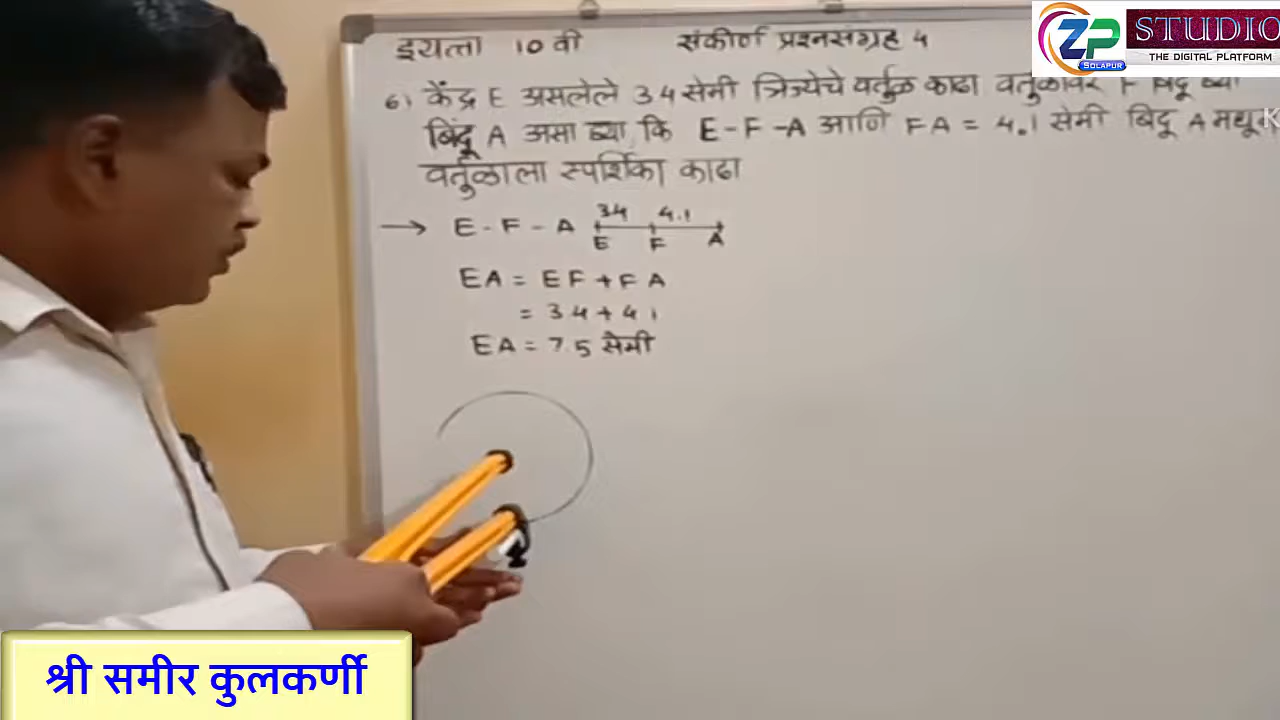 ZP STUDIO
SOLAPUR
THE DIGITAL PLATFORM
इयत्ता 10 वी संकीर्ण प्रश्नसंग्रह 4
6) केंद्र E असलेले 3.4 सेमी त्रिज्येचे वर्तुळ काढा वर्तुळावर F बिंदू घ्या
बिंदू A असा घ्या कि E-F-A आणि FA = 4.1 सेमी बिंदू A मधून
वर्तुळाला स्पर्शिका काढा
→ E - F - A 3.4 4.1
E F A
EA = EF + FA
= 3.4 + 4.1
EA = 7.5 सेमी
श्री समीर कुलकर्णी